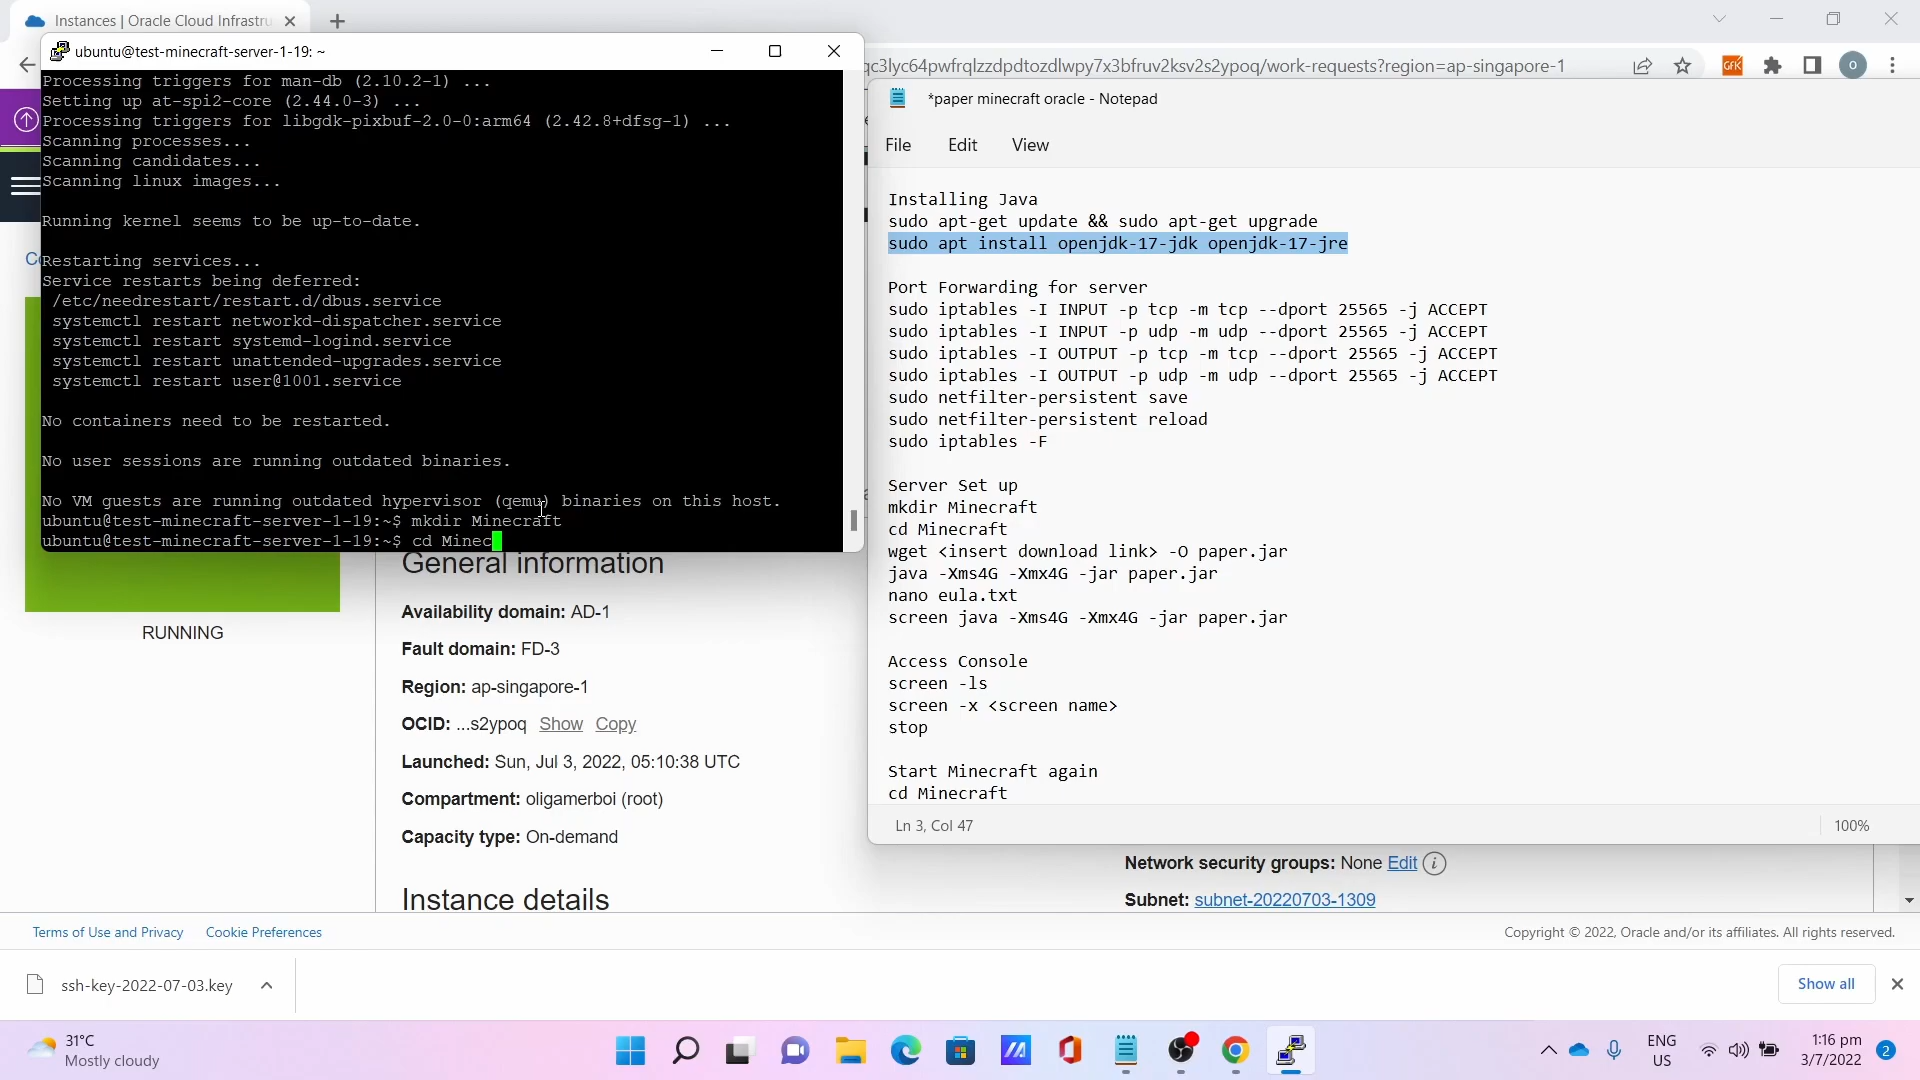 Instances | Oracle Cloud Infrastru
ubuntu@test-minecraft-server-1-19: ~
qc3lyc64pwfrqlzzdpdtozdlwpy7x3bfruv2ksv2s2ypoq/work-requests?region=ap-singapore-1
GFK
O
Processing triggers for man-db (2.10.2-1) ...
Setting up at-spi2-core (2.44.0-3) ...
Processing triggers for libgdk-pixbuf-2.0-0:arm64 (2.42.8+dfsg-1) ...
Scanning processes...
Scanning candidates...
Scanning linux images...
Running kernel seems to be up-to-date.
Restarting services...
Service restarts being deferred:
/etc/needrestart/restart.d/dbus.service
systemctl restart networkd-dispatcher.service
systemctl restart systemd-logind.service
systemctl restart unattended-upgrades.service
systemctl restart user@1001.service
No containers need to be restarted.
No user sessions are running outdated binaries.
No VM guests are running outdated hypervisor (qemu) binaries on this host.
ubuntu@test-minecraft-server-1-19:~$ mkdir Minecraft
ubuntu@test-minecraft-server-1-19:~$ cd Minec
*paper minecraft oracle - Notepad
File Edit View
Installing Java
sudo apt-get update && sudo apt-get upgrade
sudo apt install openjdk-17-jdk openjdk-17-jre
Port Forwarding for server
sudo iptables -I INPUT -p tcp -m tcp --dport 25565 -j ACCEPT
sudo iptables -I INPUT -p udp -m udp --dport 25565 -j ACCEPT
sudo iptables -I OUTPUT -p tcp -m tcp --dport 25565 -j ACCEPT
sudo iptables -I OUTPUT -p udp -m udp --dport 25565 -j ACCEPT
sudo netfilter-persistent save
sudo netfilter-persistent reload
sudo iptables -F
Server Set up
mkdir Minecraft
cd Minecraft
wget <insert download link> -O paper.jar
java -Xms4G -Xmx4G -jar paper.jar
nano eula.txt
screen java -Xms4G -Xmx4G -jar paper.jar
Access Console
screen -ls
screen -x <screen name>
stop
Start Minecraft again
cd Minecraft
Ln 3, Col 47
100%
Co
RUNNING
General information
Availability domain: AD-1
Fault domain: FD-3
Region: ap-singapore-1
OCID: ...s2ypoq Show Copy
Launched: Sun, Jul 3, 2022, 05:10:38 UTC
Compartment: oligamerboi (root)
Capacity type: On-demand
Instance details
Network security groups: None Edit
Subnet: subnet-20220703-1309
Terms of Use and Privacy Cookie Preferences
Copyright © 2022, Oracle and/or its affiliates. All rights reserved.
ssh-key-2022-07-03.key
Show all
31°C
Mostly cloudy
ENG
US
1:16 pm
3/7/2022
2